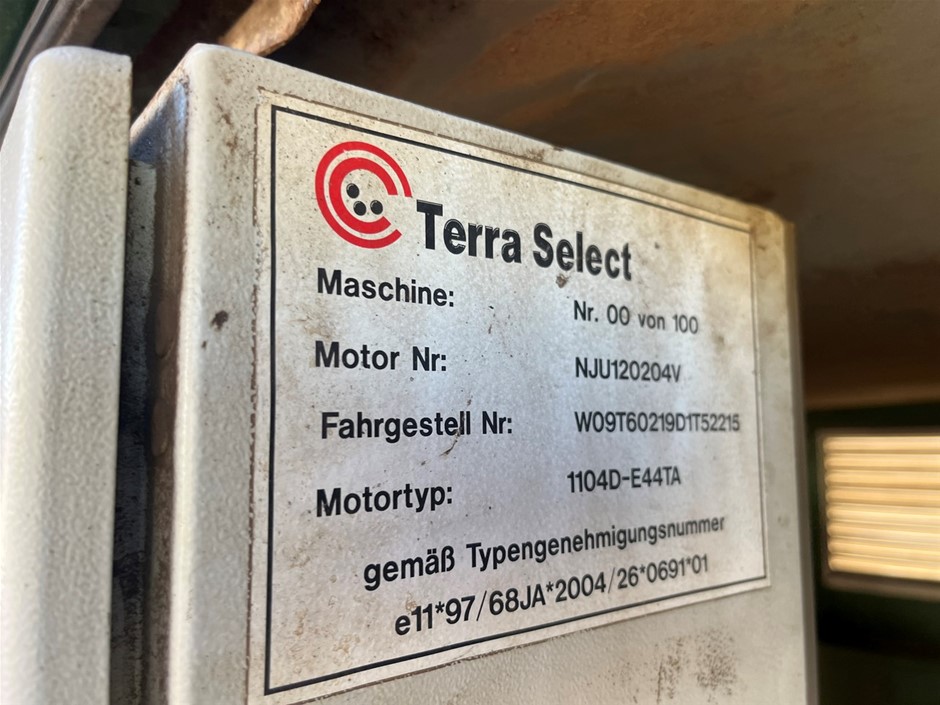 Terra Select
Maschine: Nr. 00 von 100
Motor Nr: NJU120204V
Fahrgestell Nr: W09T60219D1T52215
Motortyp: 1104D-E44TA
gemäß Typengenehmigungsnummer
e11*97/68JA*2004/26*0691*01